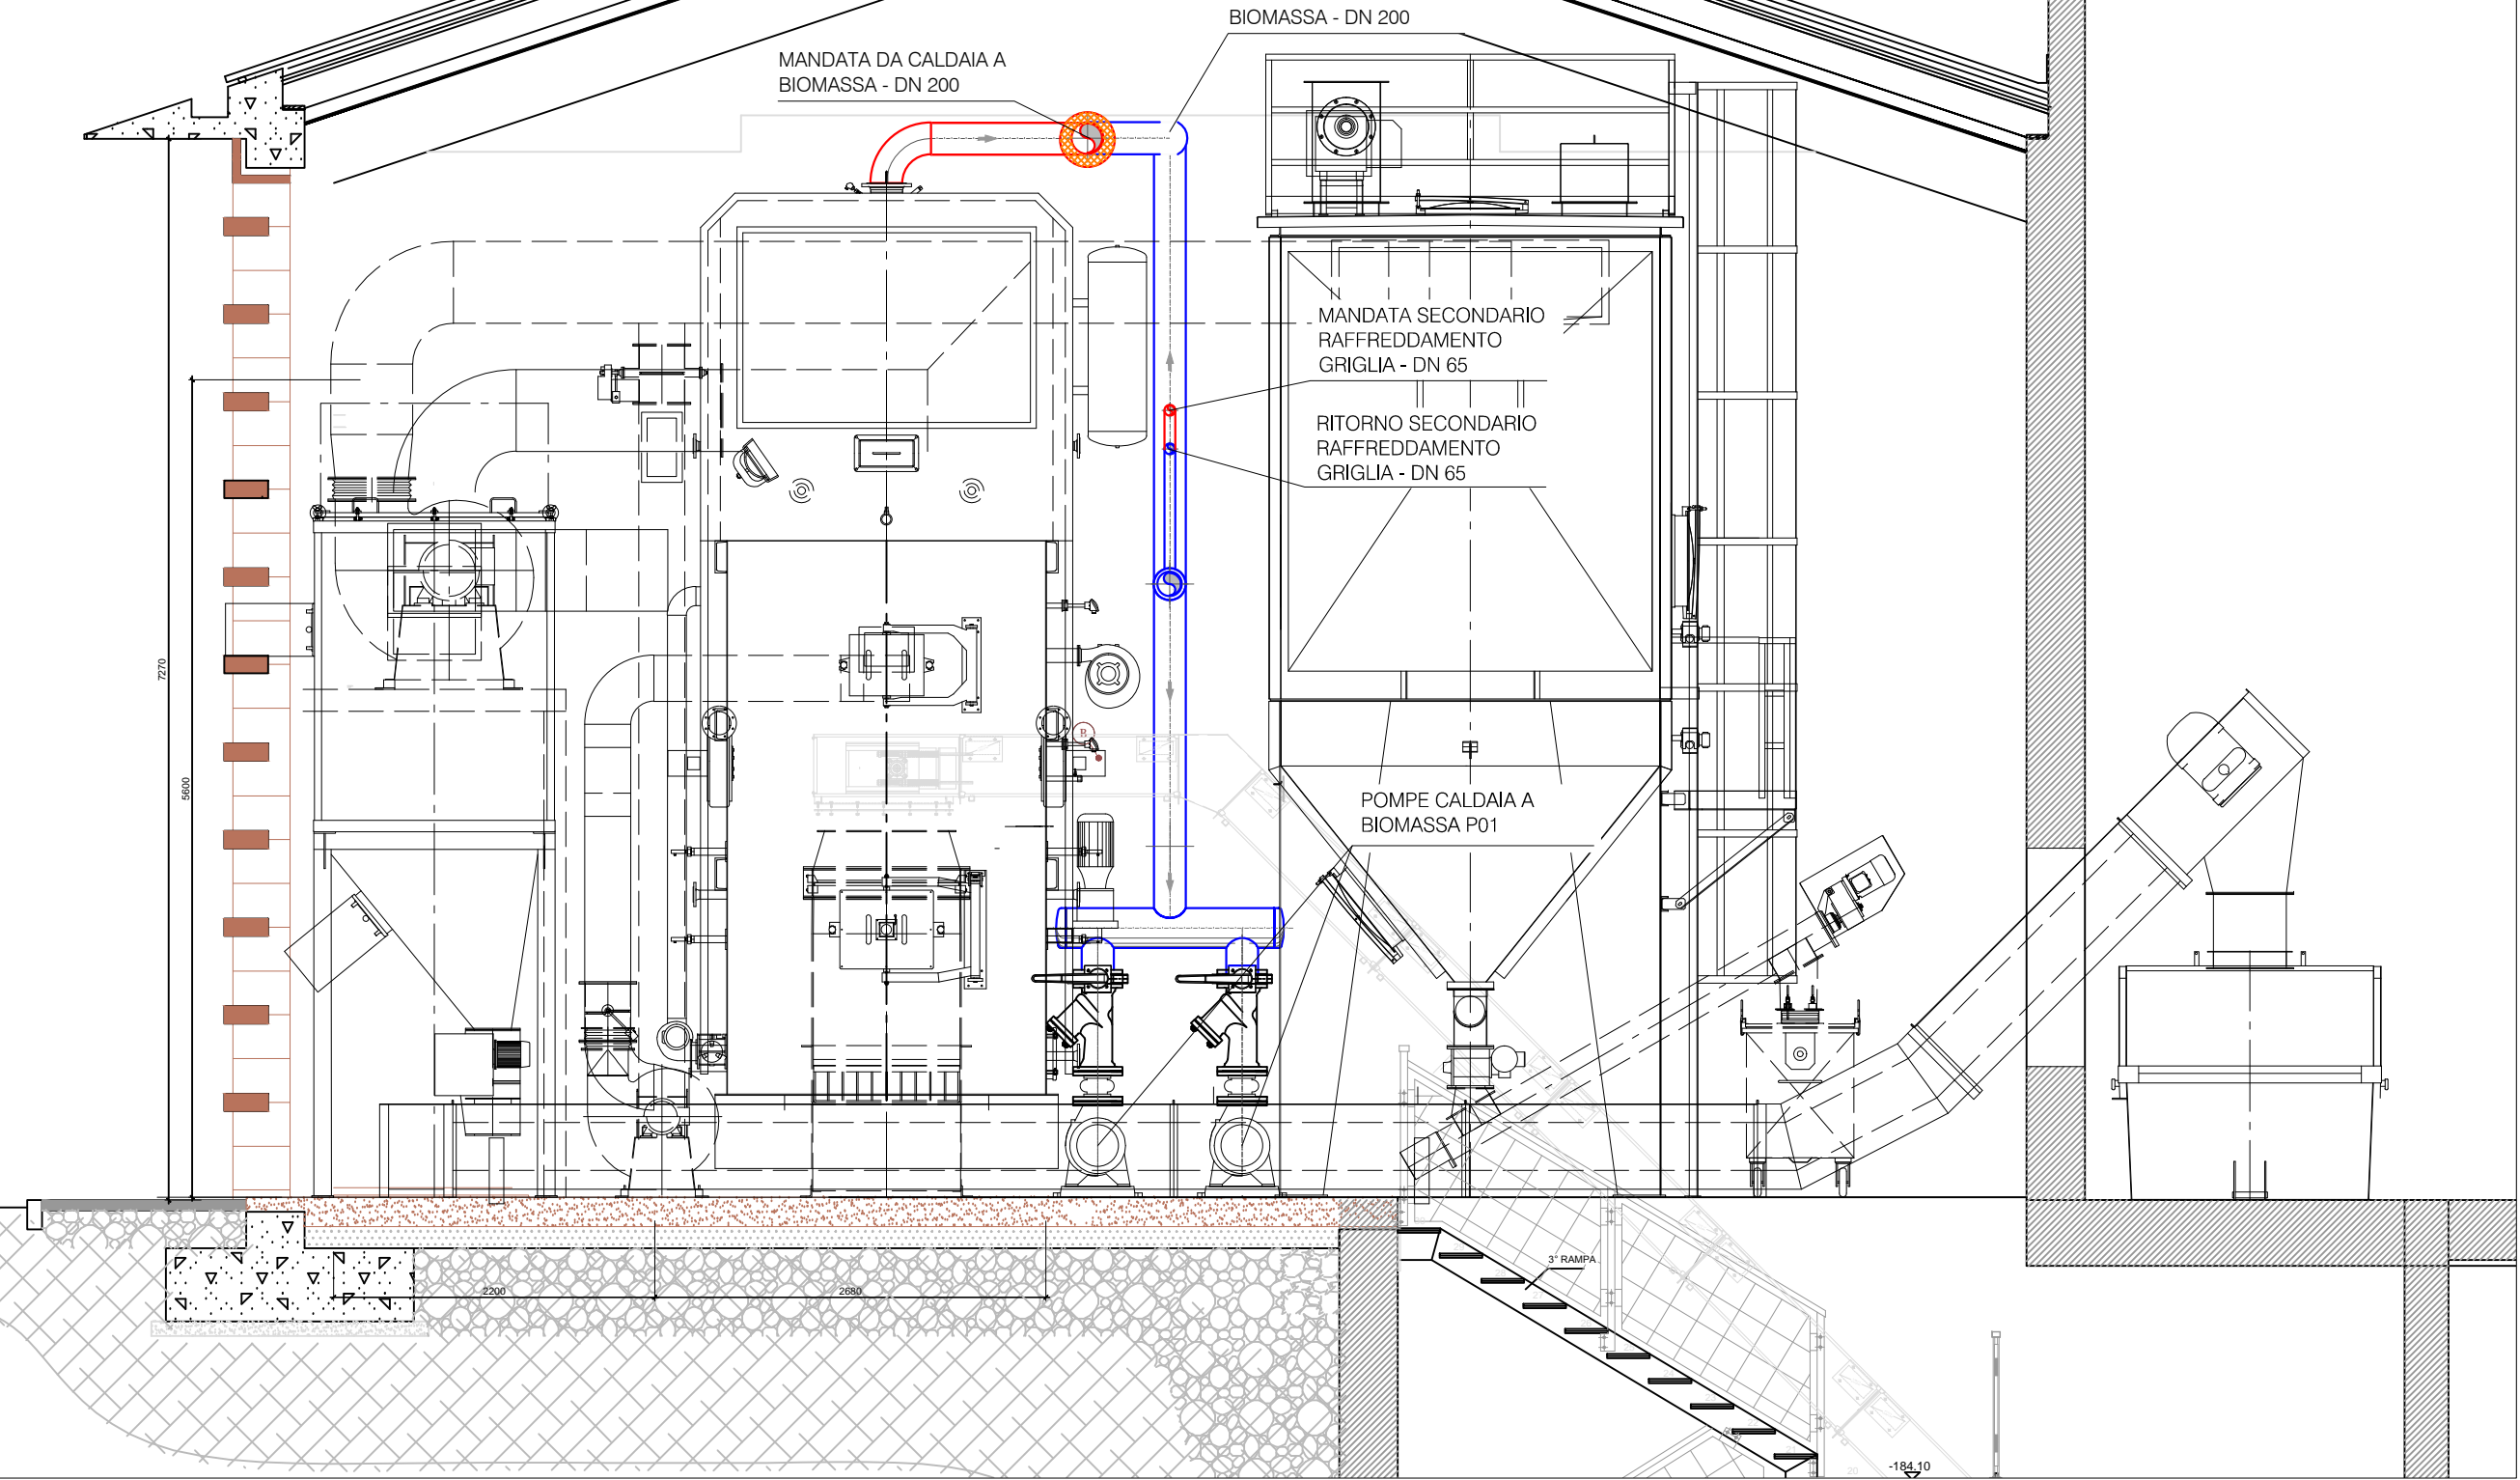 BIOMASSA - DN 200
MANDATA DA CALDAIA A
BIOMASSA - DN 200
MANDATA SECONDARIO
RAFFREDDAMENTO
GRIGLIA - DN 65
RITORNO SECONDARIO
RAFFREDDAMENTO
GRIGLIA - DN 65
7270
5600
B
POMPE CALDAIA A
BIOMASSA P01
3° RAMPA
2200
2680
20
-184.10